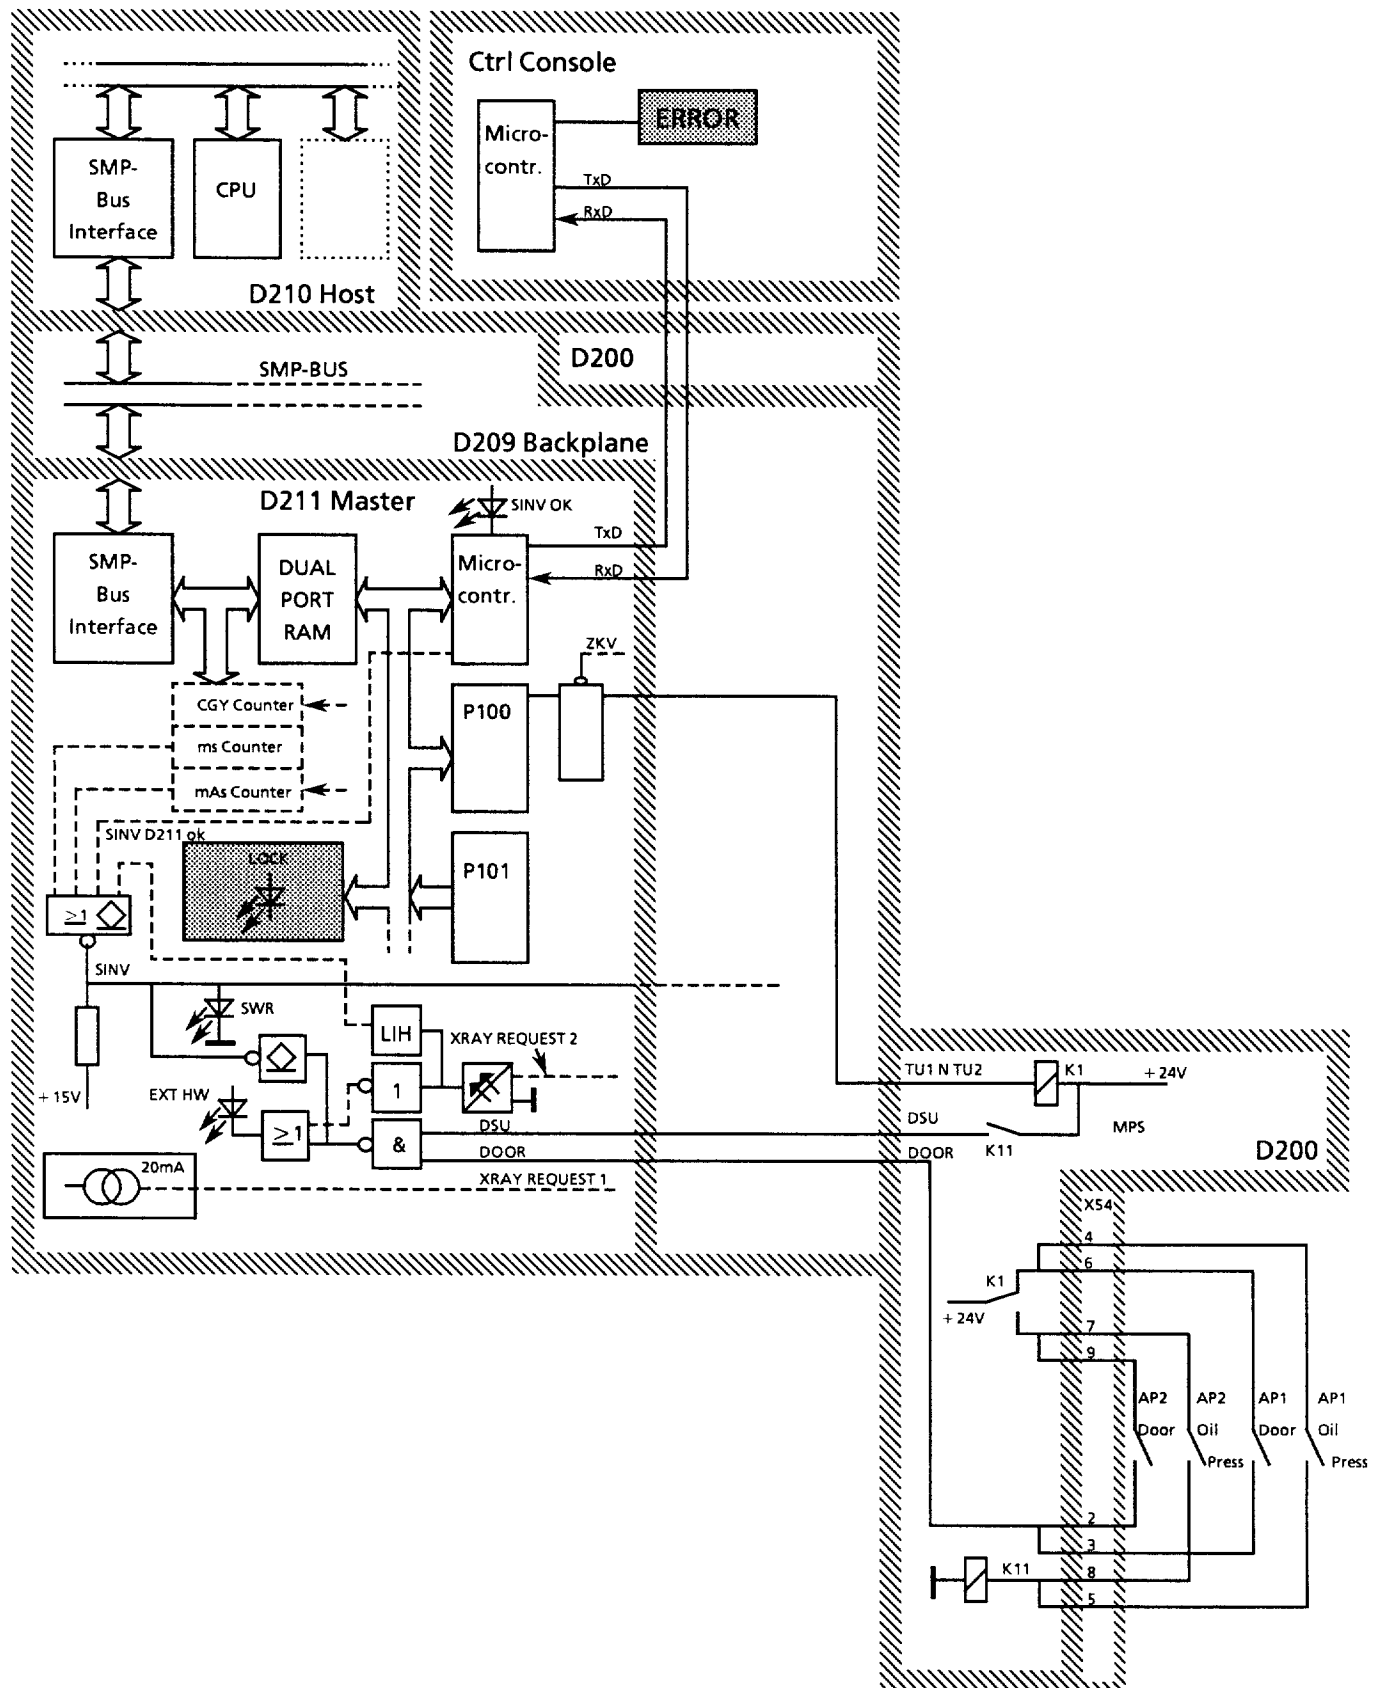 Ctrl Console
ERROR
Micro-
contr.
TxD
RxD
SMP-
Bus
Interface
CPU
D210 Host
D200
SMP-BUS
D209 Backplane
D211 Master
SINV OK
TxD
RxD
SMP-
Bus
Interface
DUAL
PORT
RAM
Micro-
contr.
ZKV
CGY Counter
ms Counter
mAs Counter
P100
SINV D211 ok
LOCK
P101
≥1
SINV
SWR
LIH
XRAY REQUEST 2
+ 15V
EXT HW
1
≥1
&
DSU
DOOR
20mA
XRAY REQUEST 1
TU1 N TU2
K1
+ 24V
DSU
MPS
DOOR
K11
D200
X54
4
6
K1
+ 24V
7
9
AP2
Door
AP2
Oil
Press
AP1
Door
AP1
Oil
Press
2
3
K11
8
5